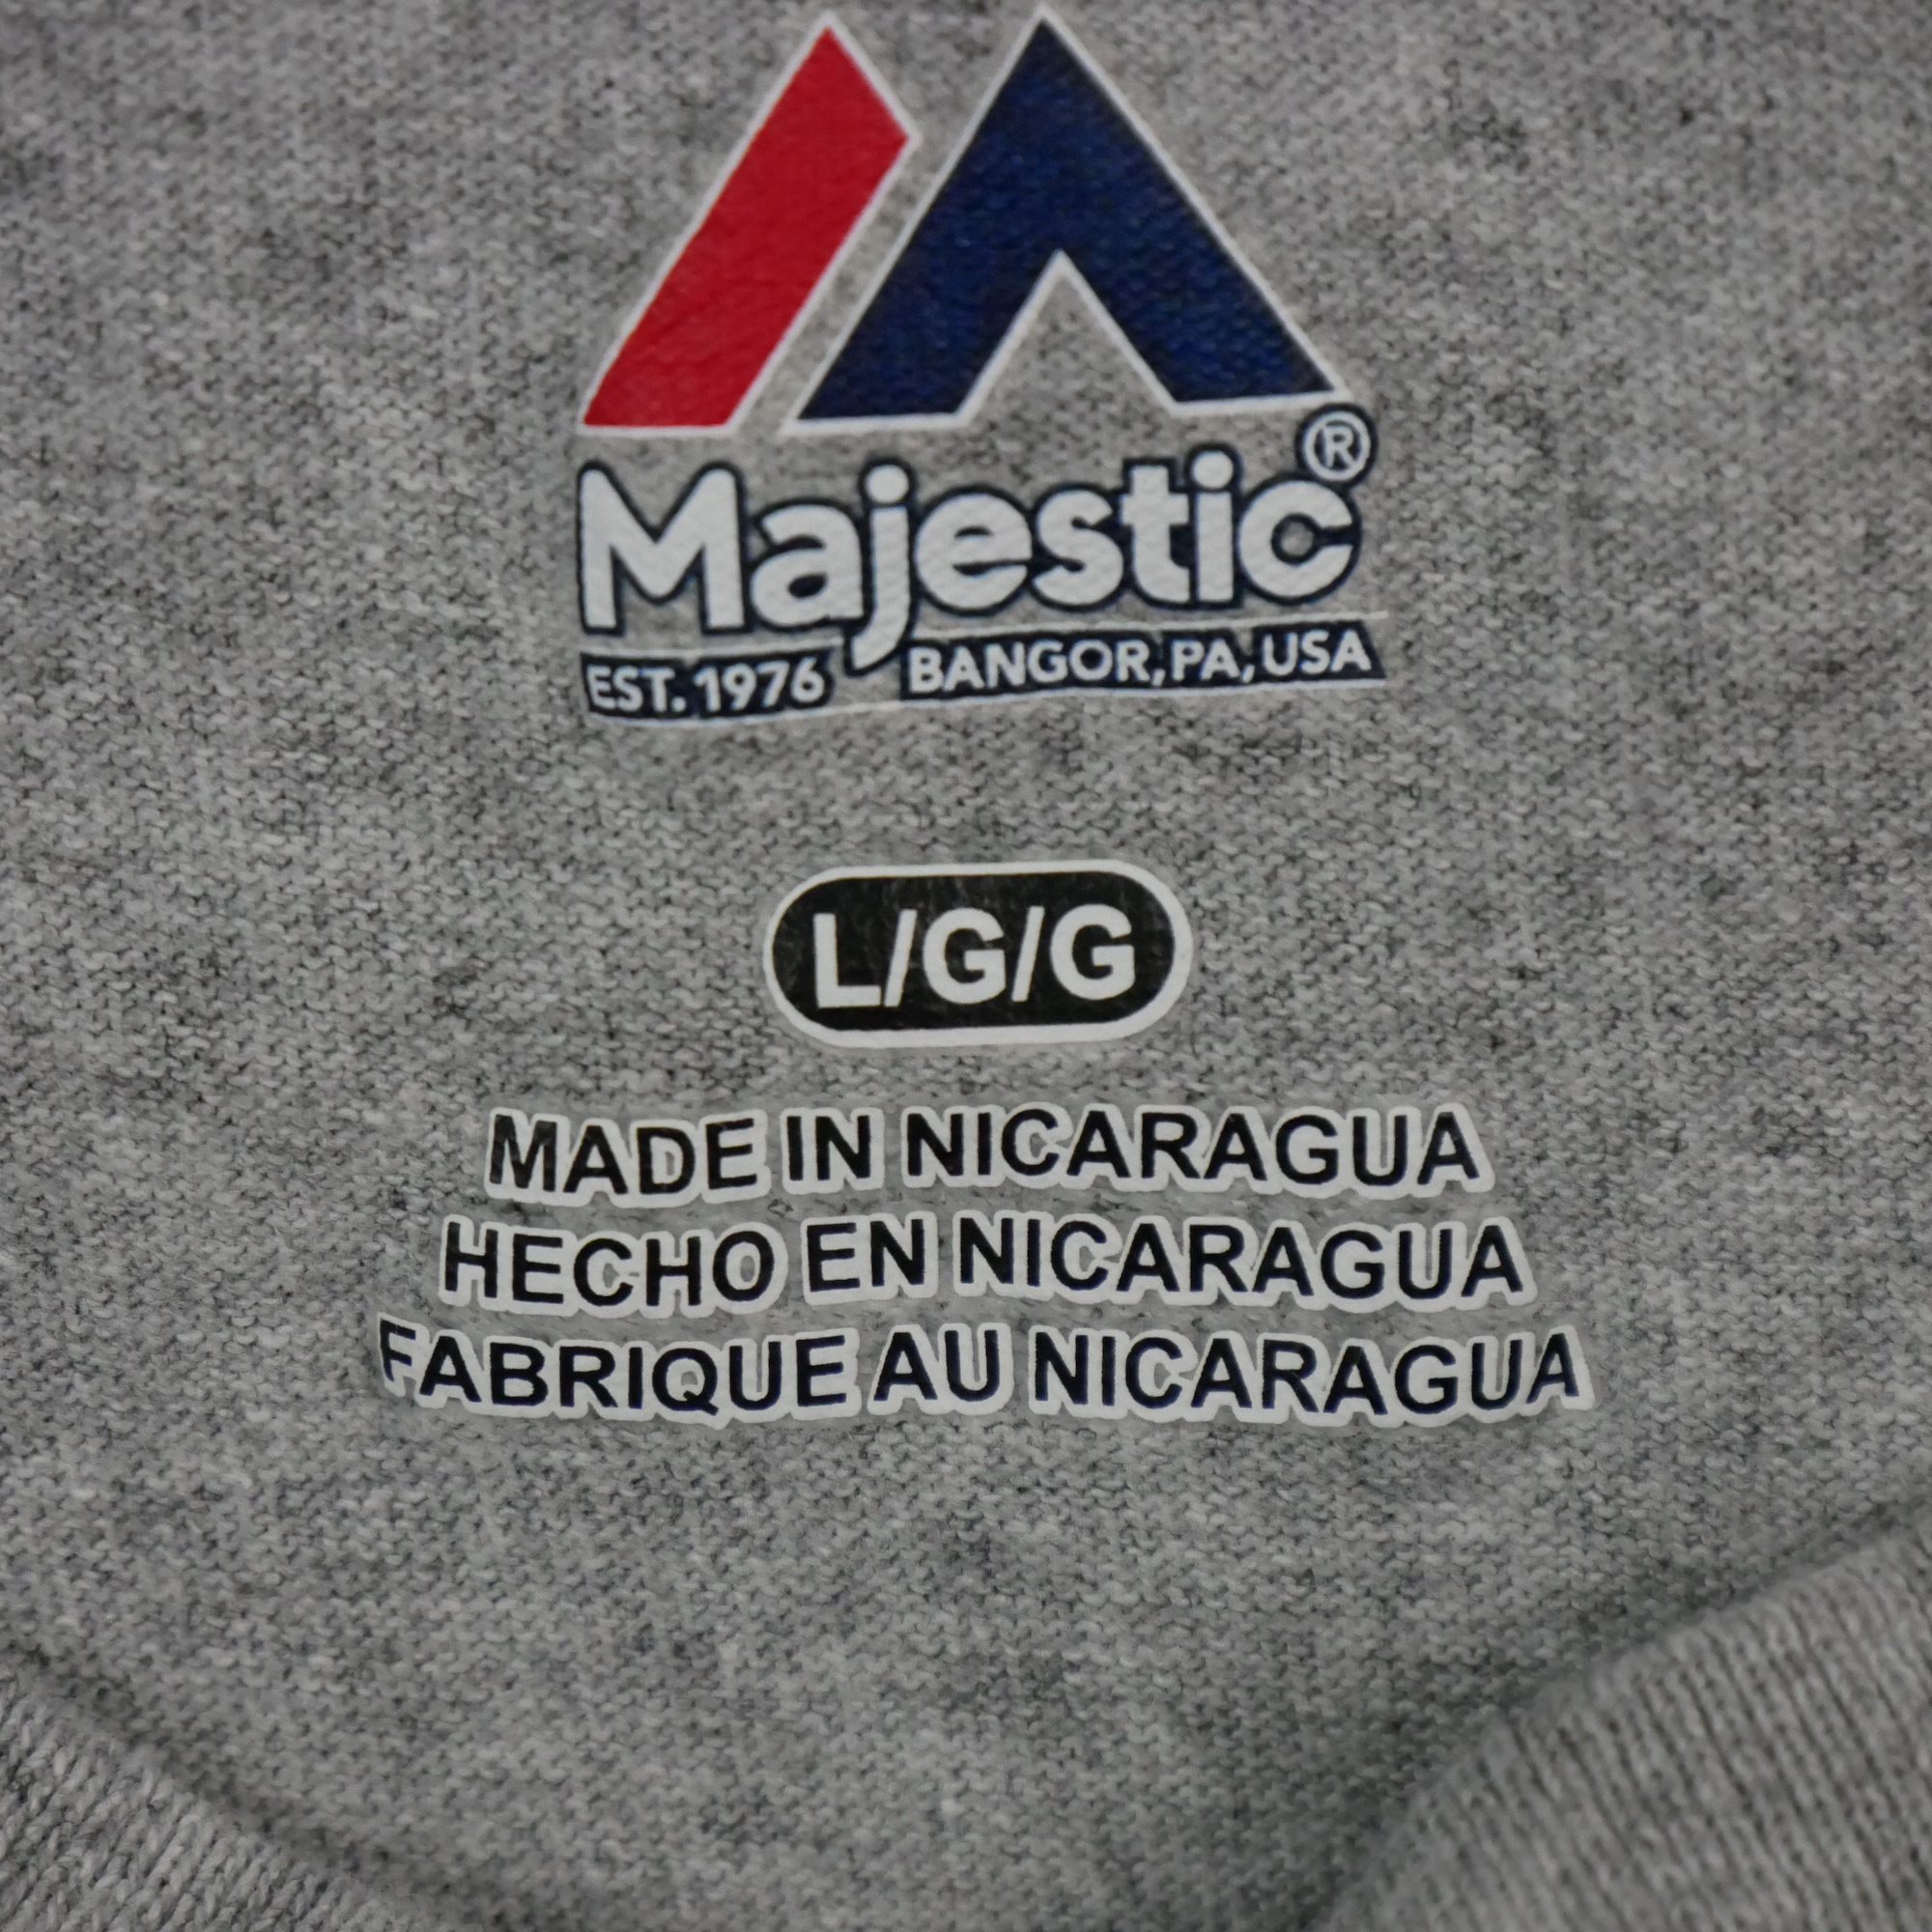 Majestic®
EST. 1976 BANGOR, PA, USA
L/G/G
MADE IN NICARAGUA
HECHO EN NICARAGUA
FABRIQUE AU NICARAGUA